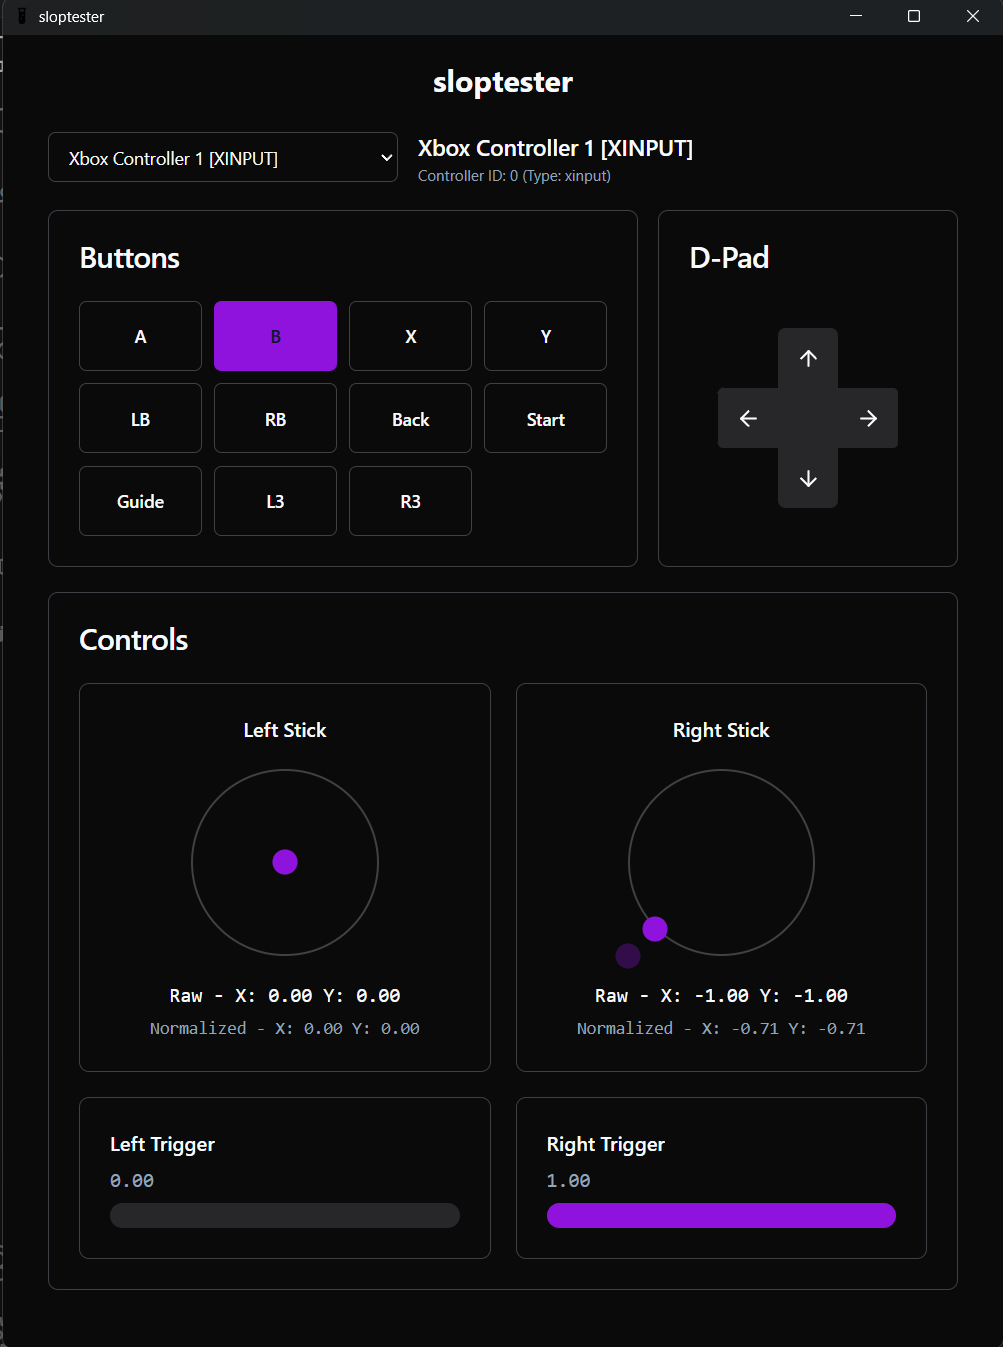 sloptester
sloptester
Xbox Controller 1 [XINPUT]
Xbox Controller 1 [XINPUT]
Controller ID: 0 (Type: xinput)
Buttons
A
B
X
Y
LB
RB
Back
Start
Guide
L3
R3
D-Pad
Controls
Left Stick
Raw - X: 0.00 Y: 0.00
Normalized - X: 0.00 Y: 0.00
Right Stick
Raw - X: -1.00 Y: -1.00
Normalized - X: -0.71 Y: -0.71
Left Trigger
0.00
Right Trigger
1.00